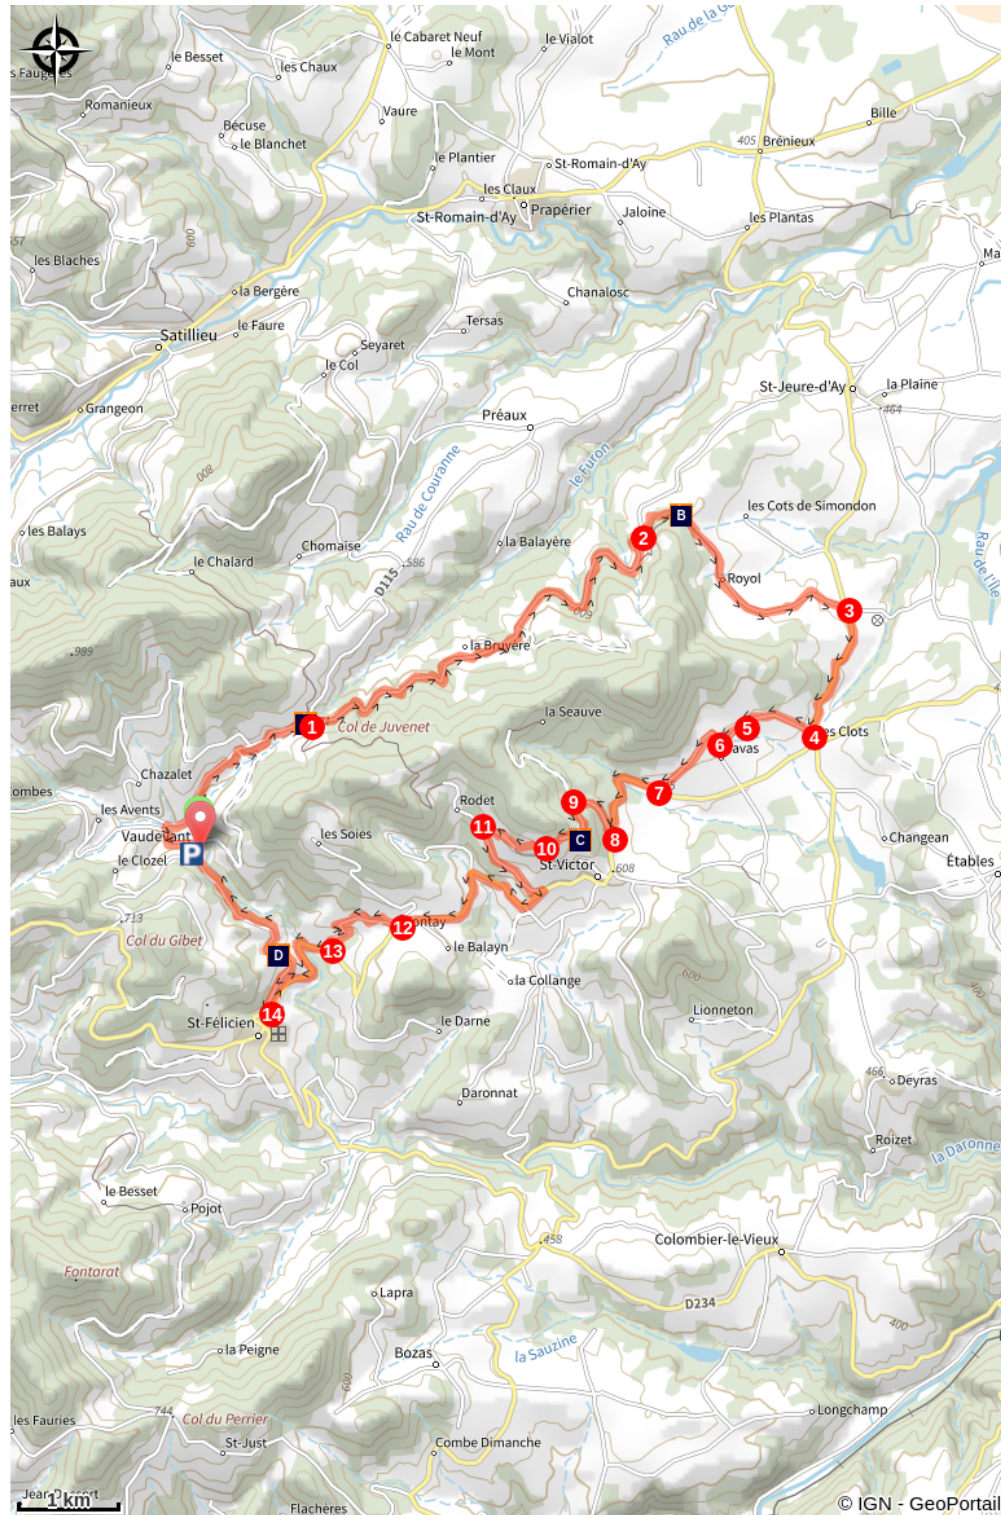 le Cabaret Neuf
le Mont
le Vialot
le Besset
les Chaux
Romanieux
Vaure
Bécuse
le Blanchet
Bille
405
Brénieux
le Plantier
St-Romain-d'Ay
les Claux
St-Romain-d'Ay
Prapérier
Jaloine
les Plantas
600
les Blaches
la Bergère
Chanalosc
Satillieu
le Faure
Tersas
Seyaret
le Col
St-Jeure-d'Ay
la Plaine
464
Grangeon
Préaux
800
Rau de Couranne
le Furon
les Balays
les Cots de Simondon
B
2
Chomaise
la Balayère
586
le Chalard
D115
Royol
Rau de l'Île
3
609
989
la Bruyère
la Seauve
1
Col de Juvenet
5
4
6
Chazalet
7
les Avents
Rodet
9
Vaudevant
les Soies
11
8
Changean
P
C
10
le Clozel
St-Victor
608
Étables
713
Col du Gibet
12
le Balayn
13
D
la Collange
600
400
14
St-Félicien
le Darne
Lionneton
466
Deyras
Daronnat
Roizet
la Daronne
le Besset
Pojot
458
Colombier-le-Vieux
Fontarat
Lapra
D234
400
la Sauzine
la Peigne
Bozas
600
744
Col du Perrier
les Fauries
Longchamp
St-Just
Combe Dimanche
1 km
Flachères
© IGN - GeoPortail